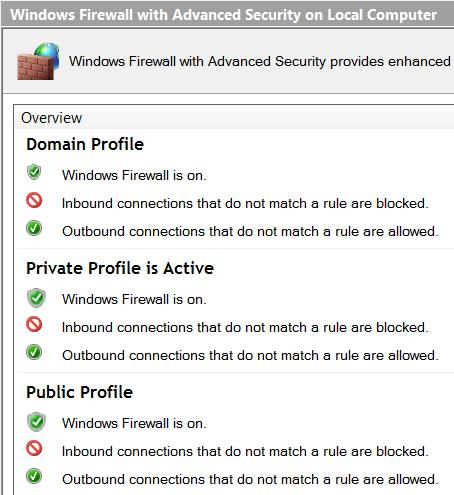 Windows Firewall with Advanced Security on Local Computer
Windows Firewall with Advanced Security provides enhanced
Overview
Domain Profile
Windows Firewall is on.
Inbound connections that do not match a rule are blocked.
Outbound connections that do not match a rule are allowed.
Private Profile is Active
Windows Firewall is on.
Inbound connections that do not match a rule are blocked.
Outbound connections that do not match a rule are allowed.
Public Profile
Windows Firewall is on.
Inbound connections that do not match a rule are blocked.
Outbound connections that do not match a rule are allowed.